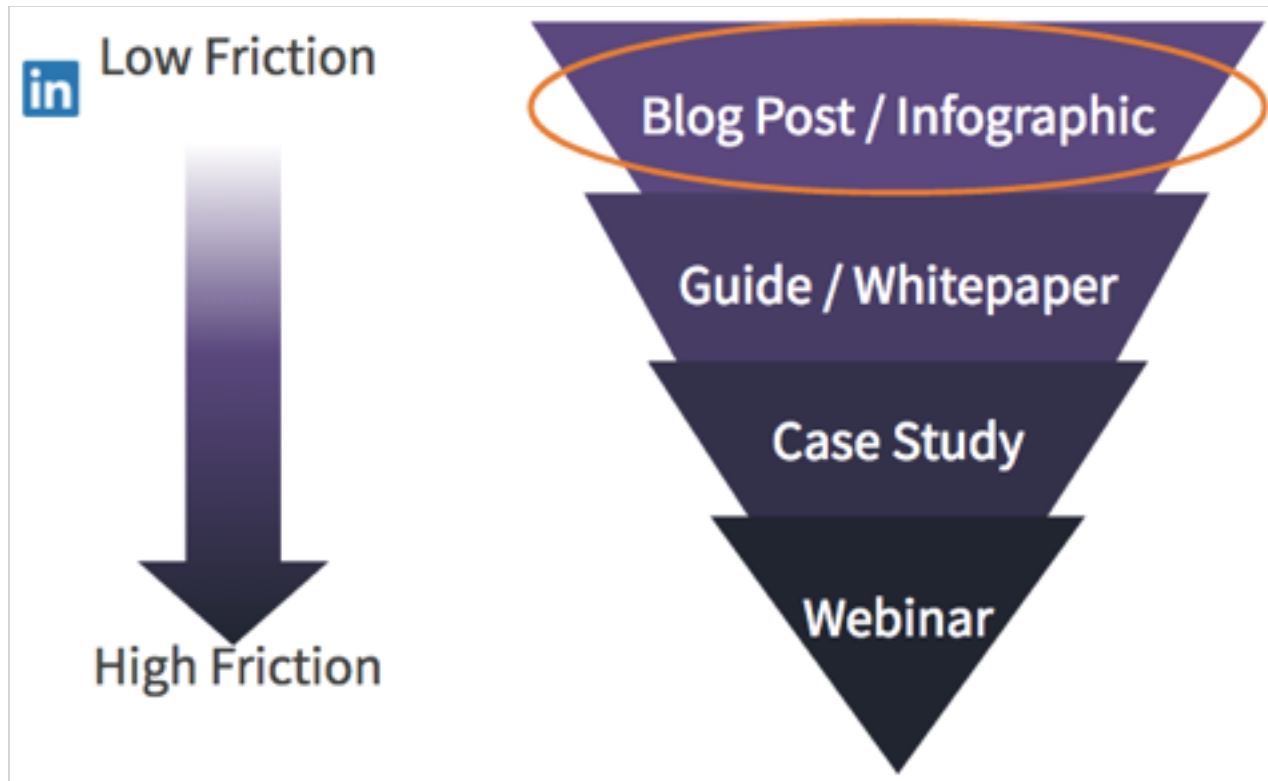 in
Low Friction
Blog Post / Infographic
Guide / Whitepaper
Case Study
Webinar
High Friction